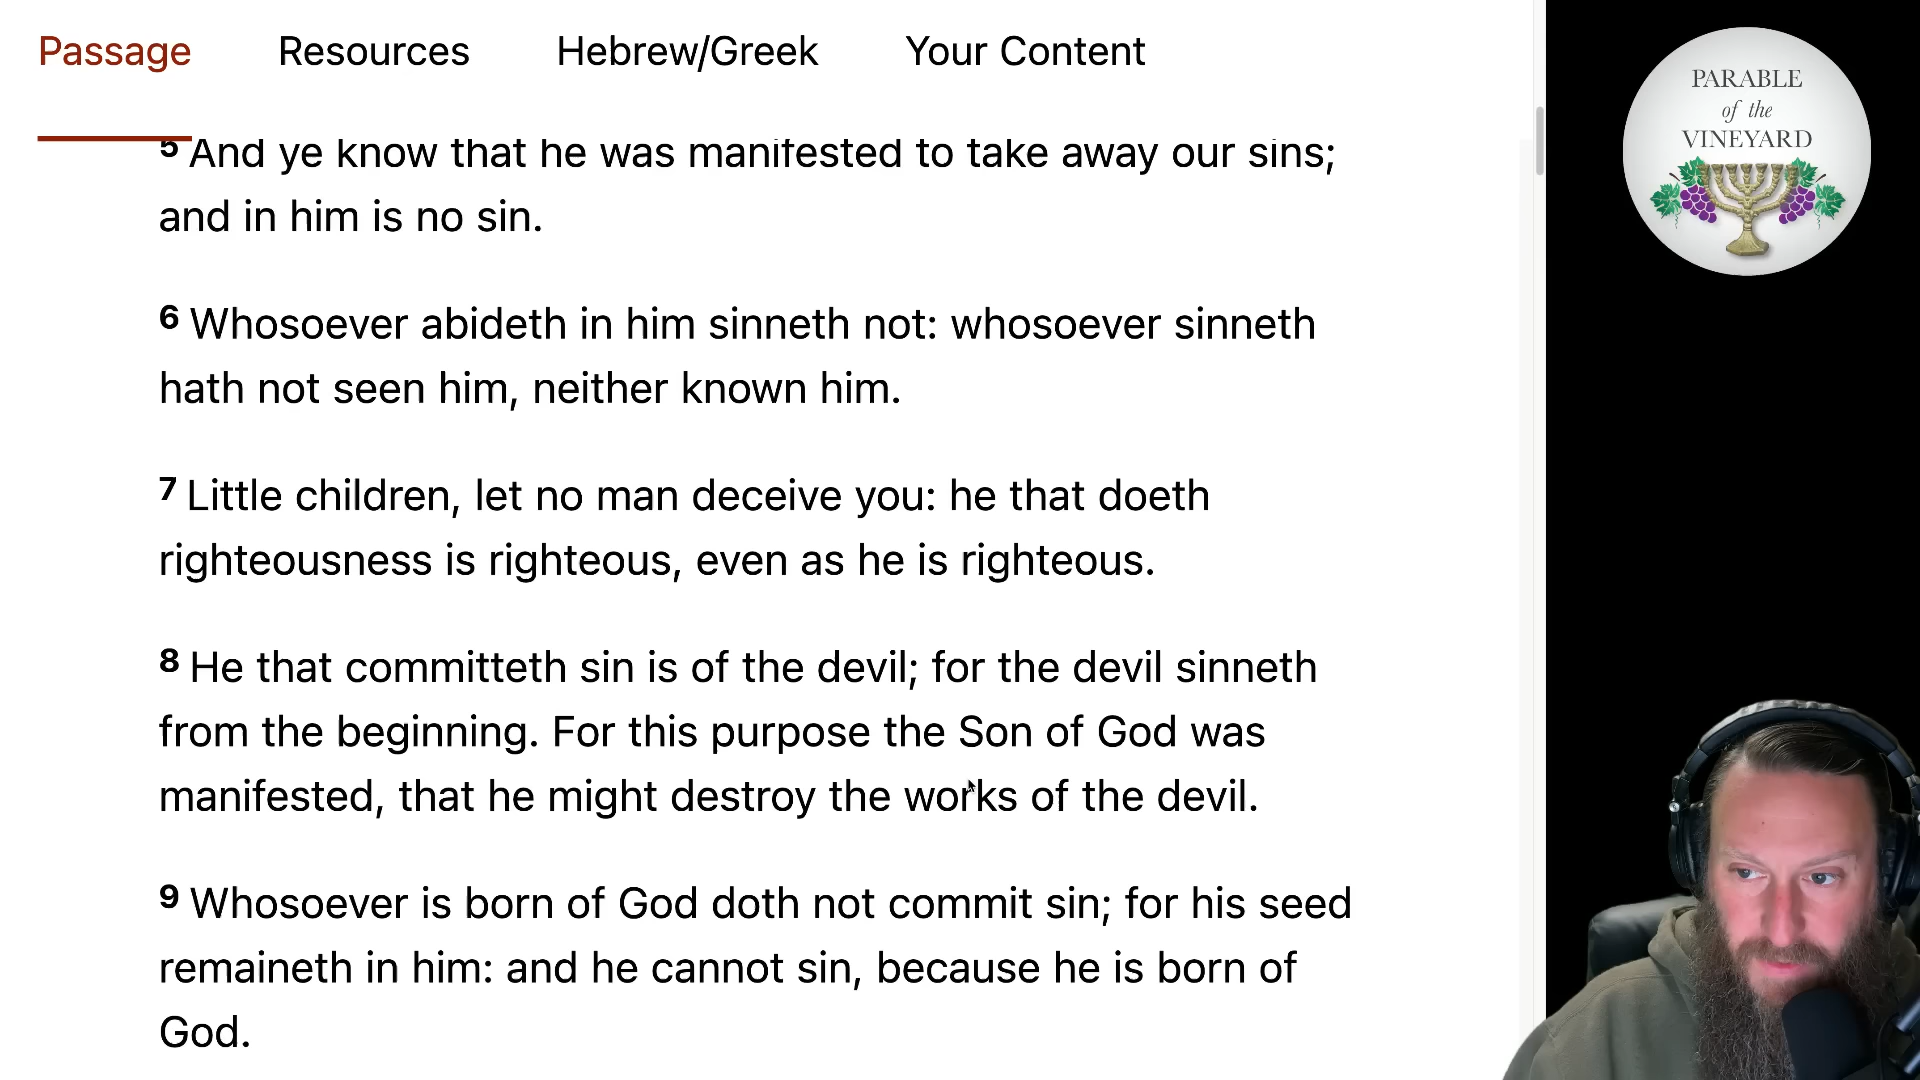 Passage
Resources
Hebrew/Greek
Your Content
5 And ye know that he was manifested to take away our sins;
and in him is no sin.
6 Whosoever abideth in him sinneth not: whosoever sinneth
hath not seen him, neither known him.
7 Little children, let no man deceive you: he that doeth
righteousness is righteous, even as he is righteous.
8 He that committeth sin is of the devil; for the devil sinneth
from the beginning. For this purpose the Son of God was
manifested, that he might destroy the works of the devil.
9 Whosoever is born of God doth not commit sin; for his seed
remaineth in him: and he cannot sin, because he is born of
God.
PARABLE
of the
VINEYARD